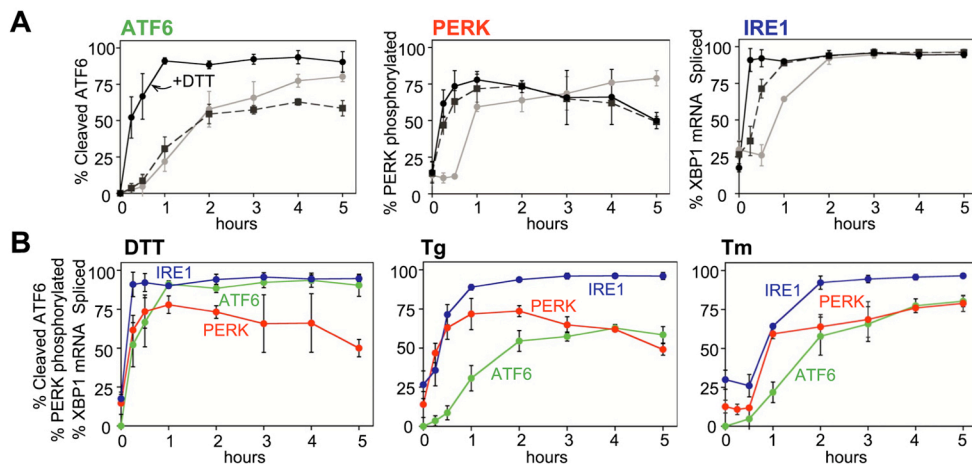 A
ATF6
PERK
IRE1
% Cleaved ATF6
100
75
50
25
0
+DTT
0 1 2 3 4 5
hours
% PERK phosphorylated
100
75
50
25
0
0 1 2 3 4 5
hours
% XBP1 mRNA Spliced
100
75
50
25
0
0 1 2 3 4 5
hours
B
DTT
Tg
Tm
% Cleaved ATF6
% PERK phosphorylated
% XBP1 mRNA Spliced
100
75
50
25
0
IRE1
ATF6
PERK
0 1 2 3 4 5
hours
100
75
50
25
0
IRE1
PERK
ATF6
0 1 2 3 4 5
hours
100
75
50
25
0
IRE1
PERK
ATF6
0 1 2 3 4 5
hours